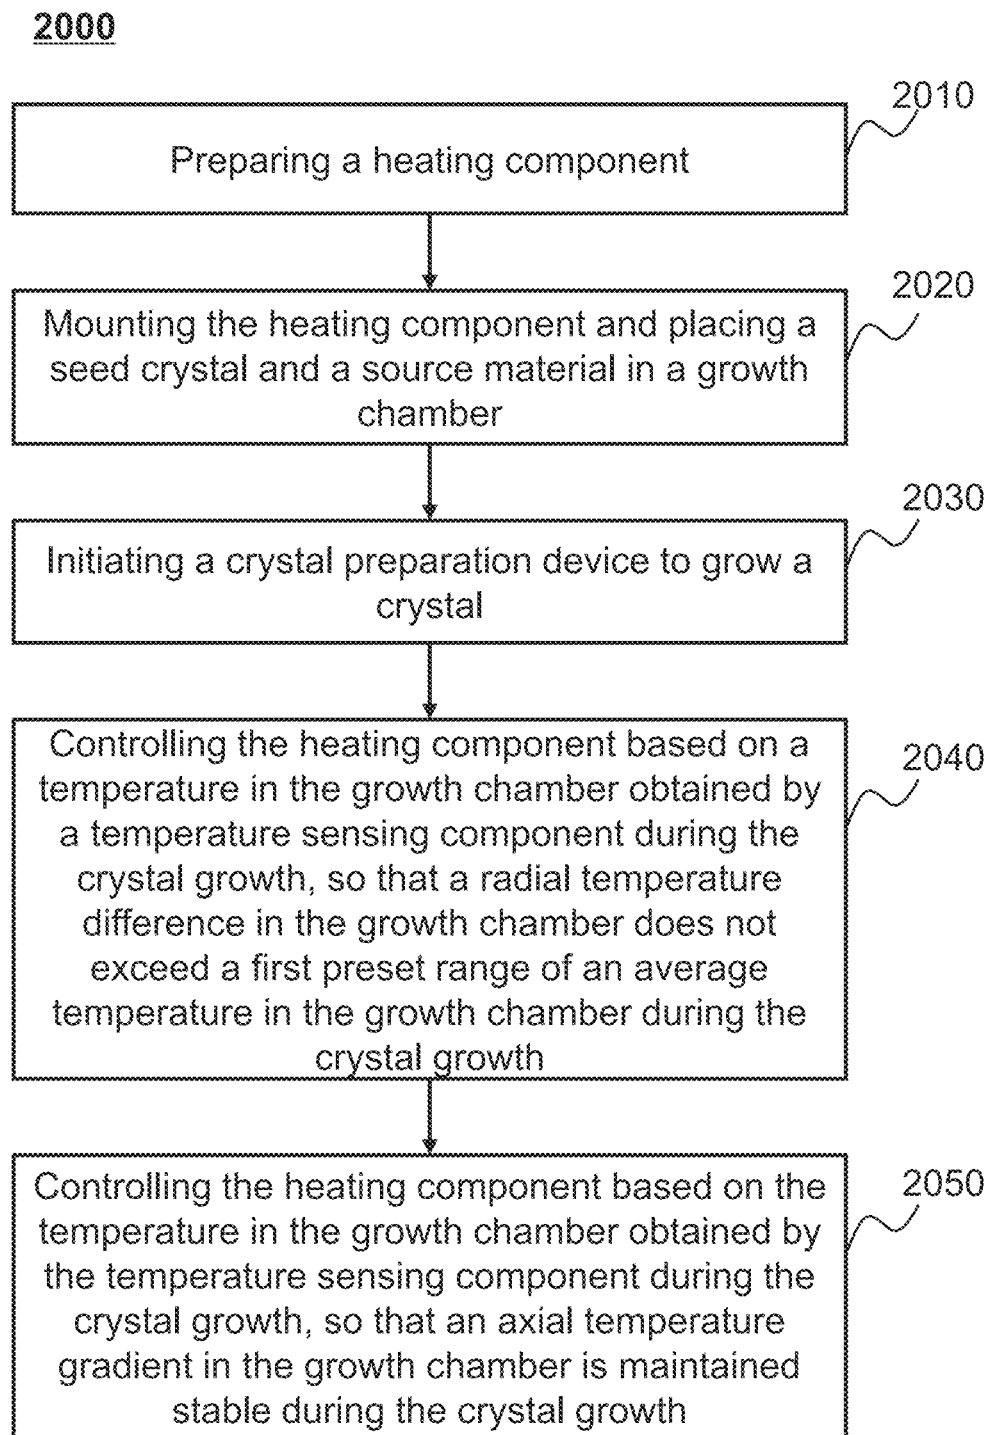 2000
2010
Preparing a heating component
2020
Mounting the heating component and placing a
seed crystal and a source material in a growth
chamber
2030
Initiating a crystal preparation device to grow a
crystal
2040
Controlling the heating component based on a
temperature in the growth chamber obtained by
a temperature sensing component during the
crystal growth, so that a radial temperature
difference in the growth chamber does not
exceed a first preset range of an average
temperature in the growth chamber during the
crystal growth
2050
Controlling the heating component based on the
temperature in the growth chamber obtained by
the temperature sensing component during the
crystal growth, so that an axial temperature
gradient in the growth chamber is maintained
stable during the crystal growth